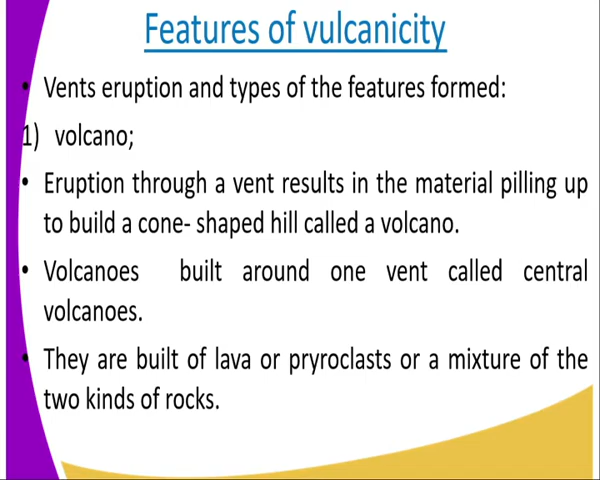 Features of vulcanicity
• Vents eruption and types of the features formed:
1) volcano;
• Eruption through a vent results in the material pilling up
to build a cone- shaped hill called a volcano.
• Volcanoes built around one vent called central
volcanoes.
• They are built of lava or pryroclasts or a mixture of the
two kinds of rocks.